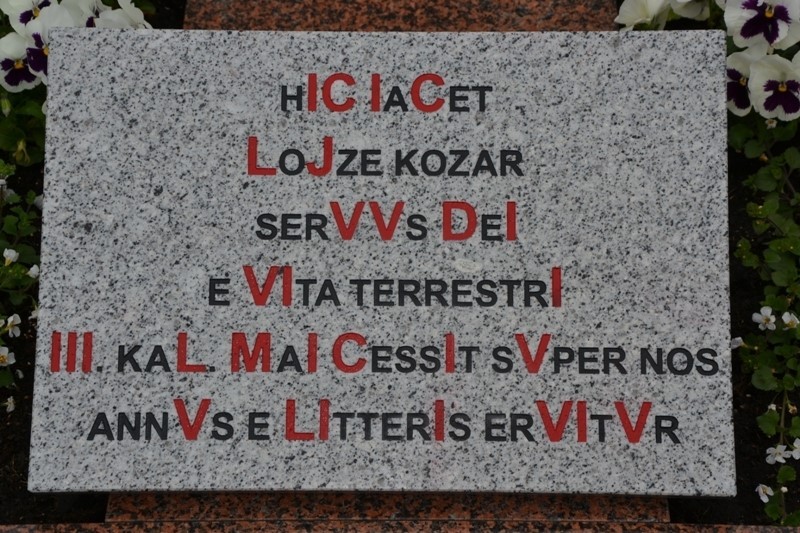 HIC IACET
LOJZE KOZAR
SERVVS DEI
E VITA TERRESTRI
III. KAL. MAI CESSIT SVPER NOS
ANNVS E LITTERIS ERVITVR